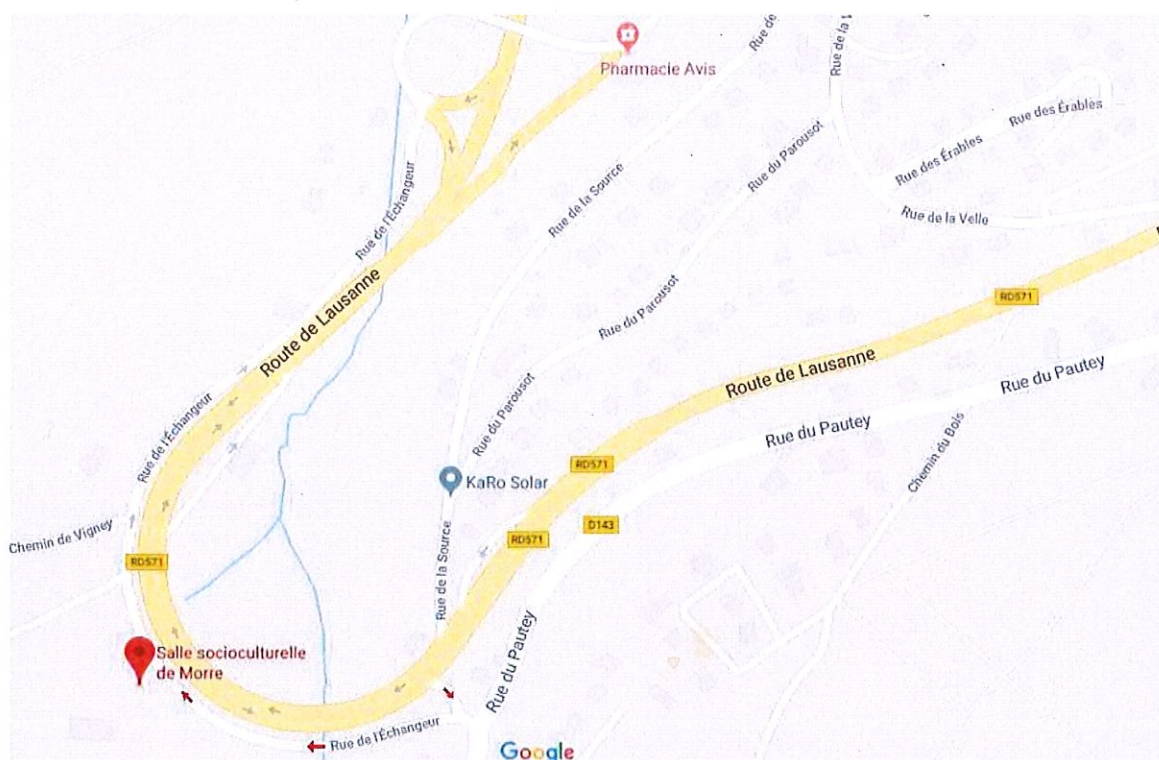 Rue de
Rue de la V
Pharmacie Avis
Rue des Érables
Rue du Parousot
Rue des Érables
Rue de la Source
Rue de l'Échangeur
Rue de la Velle
Route de Lausanne
RD571
Rue du Parousot
Route de Lausanne
Rue du Pautey
Rue de l'Échangeur
Rue du Parousot
Rue du Pautey
Chemin du Bois
RD571
KaRo Solar
D143
Chemin de Vigney
RD571
RD571
Rue de la Source
Salle socioculturelle
de Morre
Rue du Pautey
Rue de l'Échangeur
Google